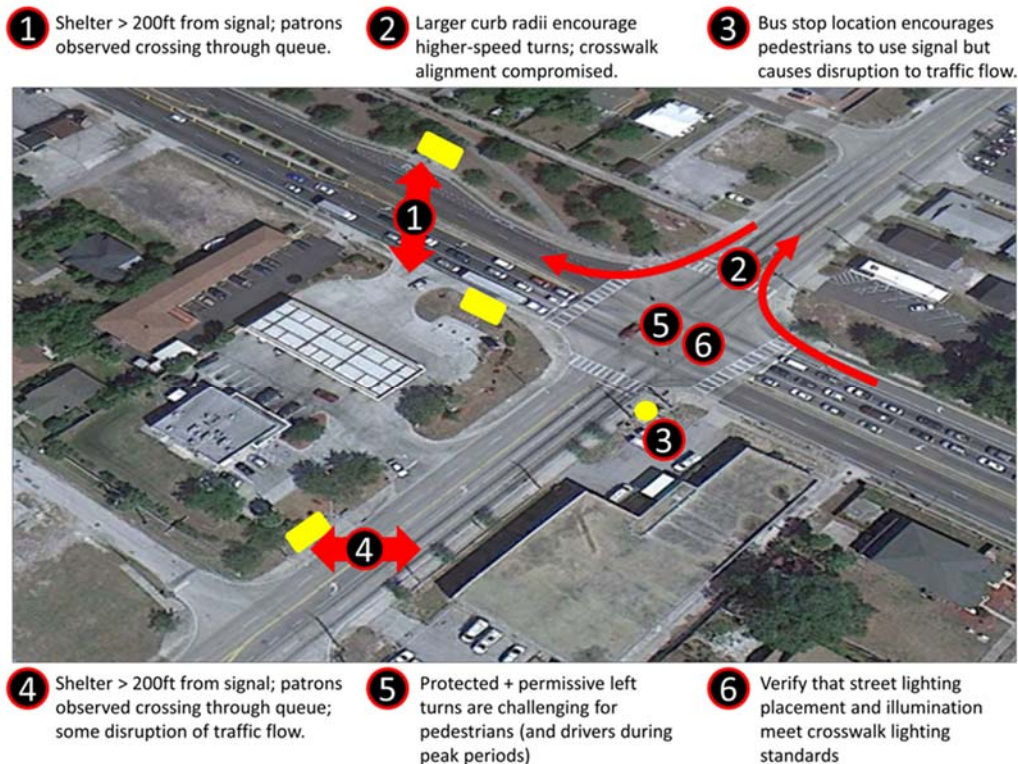 1 Shelter > 200ft from signal; patrons
observed crossing through queue.
2 Larger curb radii encourage
higher-speed turns; crosswalk
alignment compromised.
3 Bus stop location encourages
pedestrians to use signal but
causes disruption to traffic flow.
1
2
5
6
3
4
4 Shelter > 200ft from signal; patrons
observed crossing through queue;
some disruption of traffic flow.
5 Protected + permissive left
turns are challenging for
pedestrians (and drivers during
peak periods)
6 Verify that street lighting
placement and illumination
meet crosswalk lighting
standards